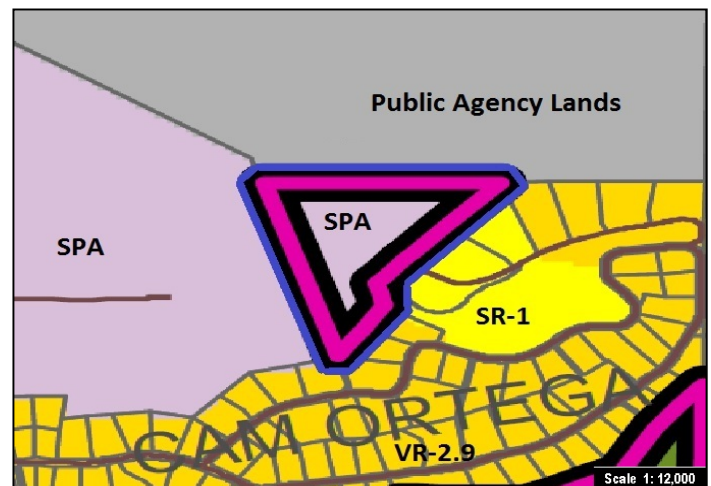 Public Agency Lands
SPA
SPA
SR-1
CAM ORTEGA
VR-2.9
Scale 1: 12,000